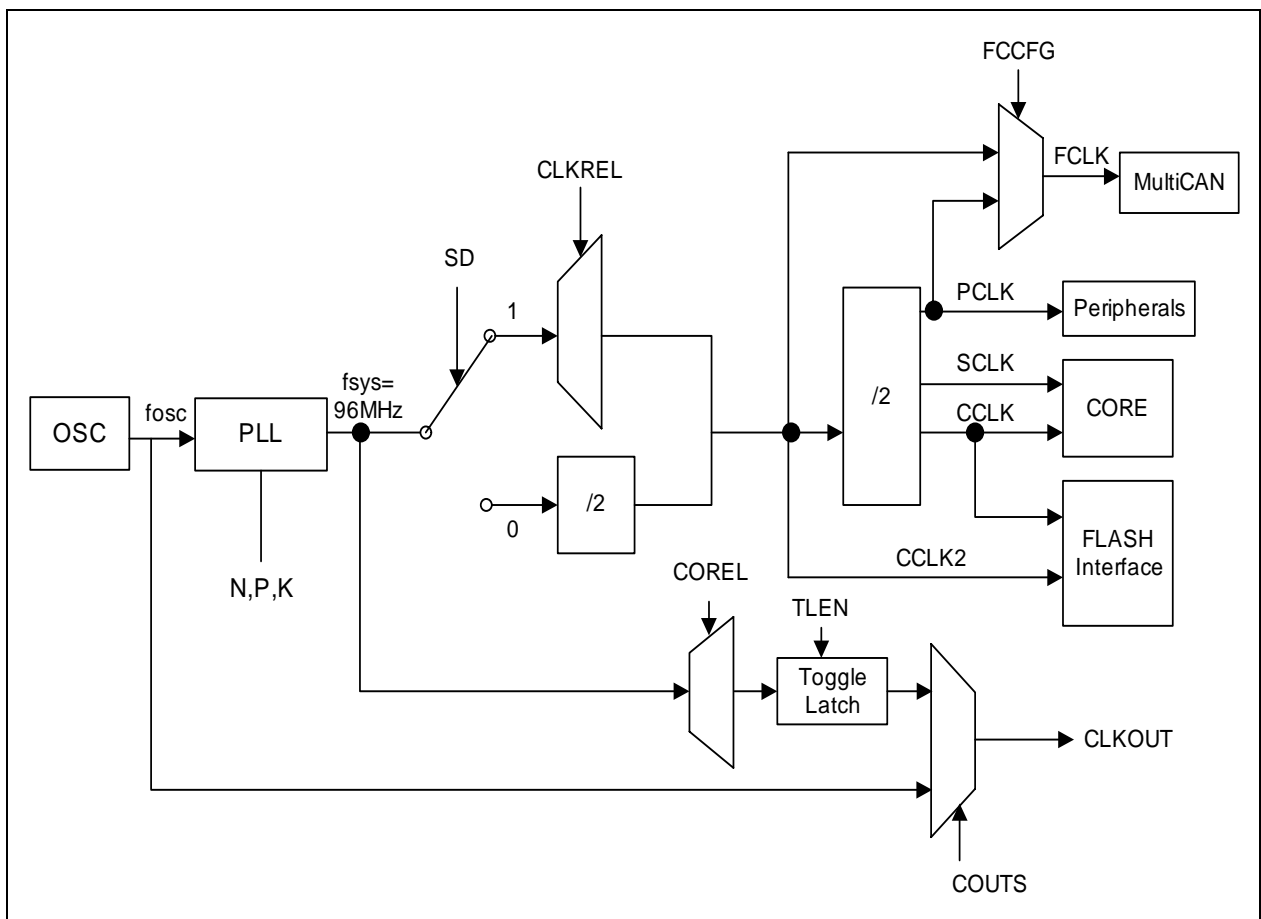 FCCFG
FCLK
MultiCAN
CLKREL
SD
1
PCLK
Peripherals
SCLK
/2
CORE
CCLK
fsys=
96MHz
fosc
OSC
PLL
/2
0
FLASH
Interface
CCLK2
N,P,K
COREL
TLEN
Toggle
Latch
CLKOUT
COUTS